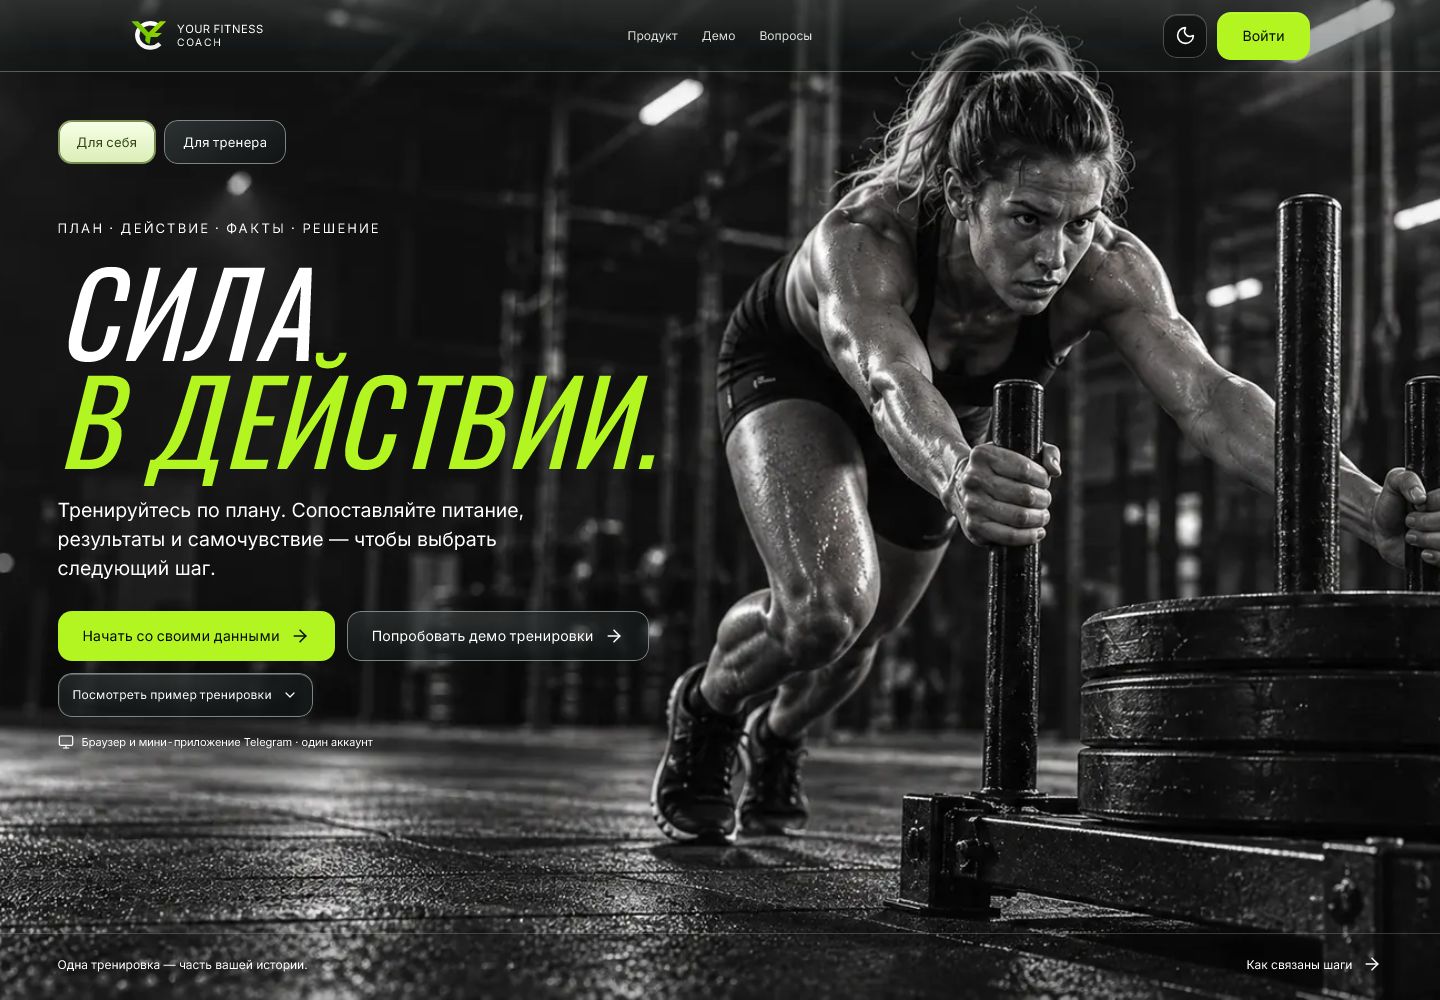 YOUR FITNESS
COACH
Продукт
Демо
Вопросы
Войти
Для себя
Для тренера
ПЛАН · ДЕЙСТВИЕ · ФАКТЫ · РЕШЕНИЕ
СИЛА
В ДЕЙСТВИИ.
Тренируйтесь по плану. Сопоставляйте питание,
результаты и самочувствие — чтобы выбрать
следующий шаг.
Начать со своими данными
Попробовать демо тренировки
Посмотреть пример тренировки
Браузер и мини-приложение Telegram · один аккаунт
Одна тренировка — часть вашей истории.
Как связаны шаги